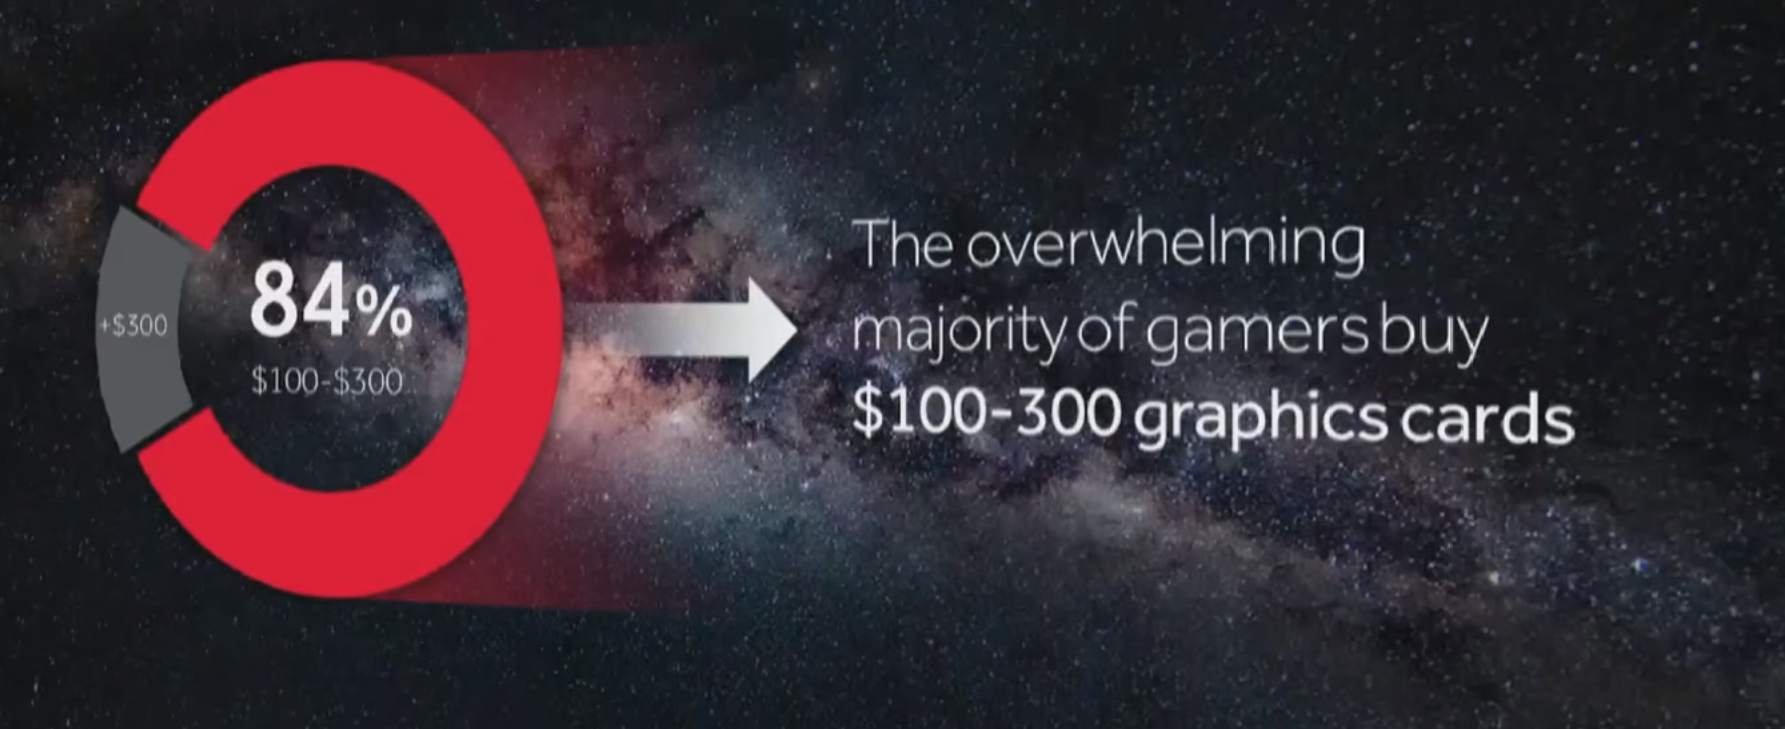 +$300
84%
$100-$300
The overwhelming
majority of gamers buy
$100-300 graphics cards